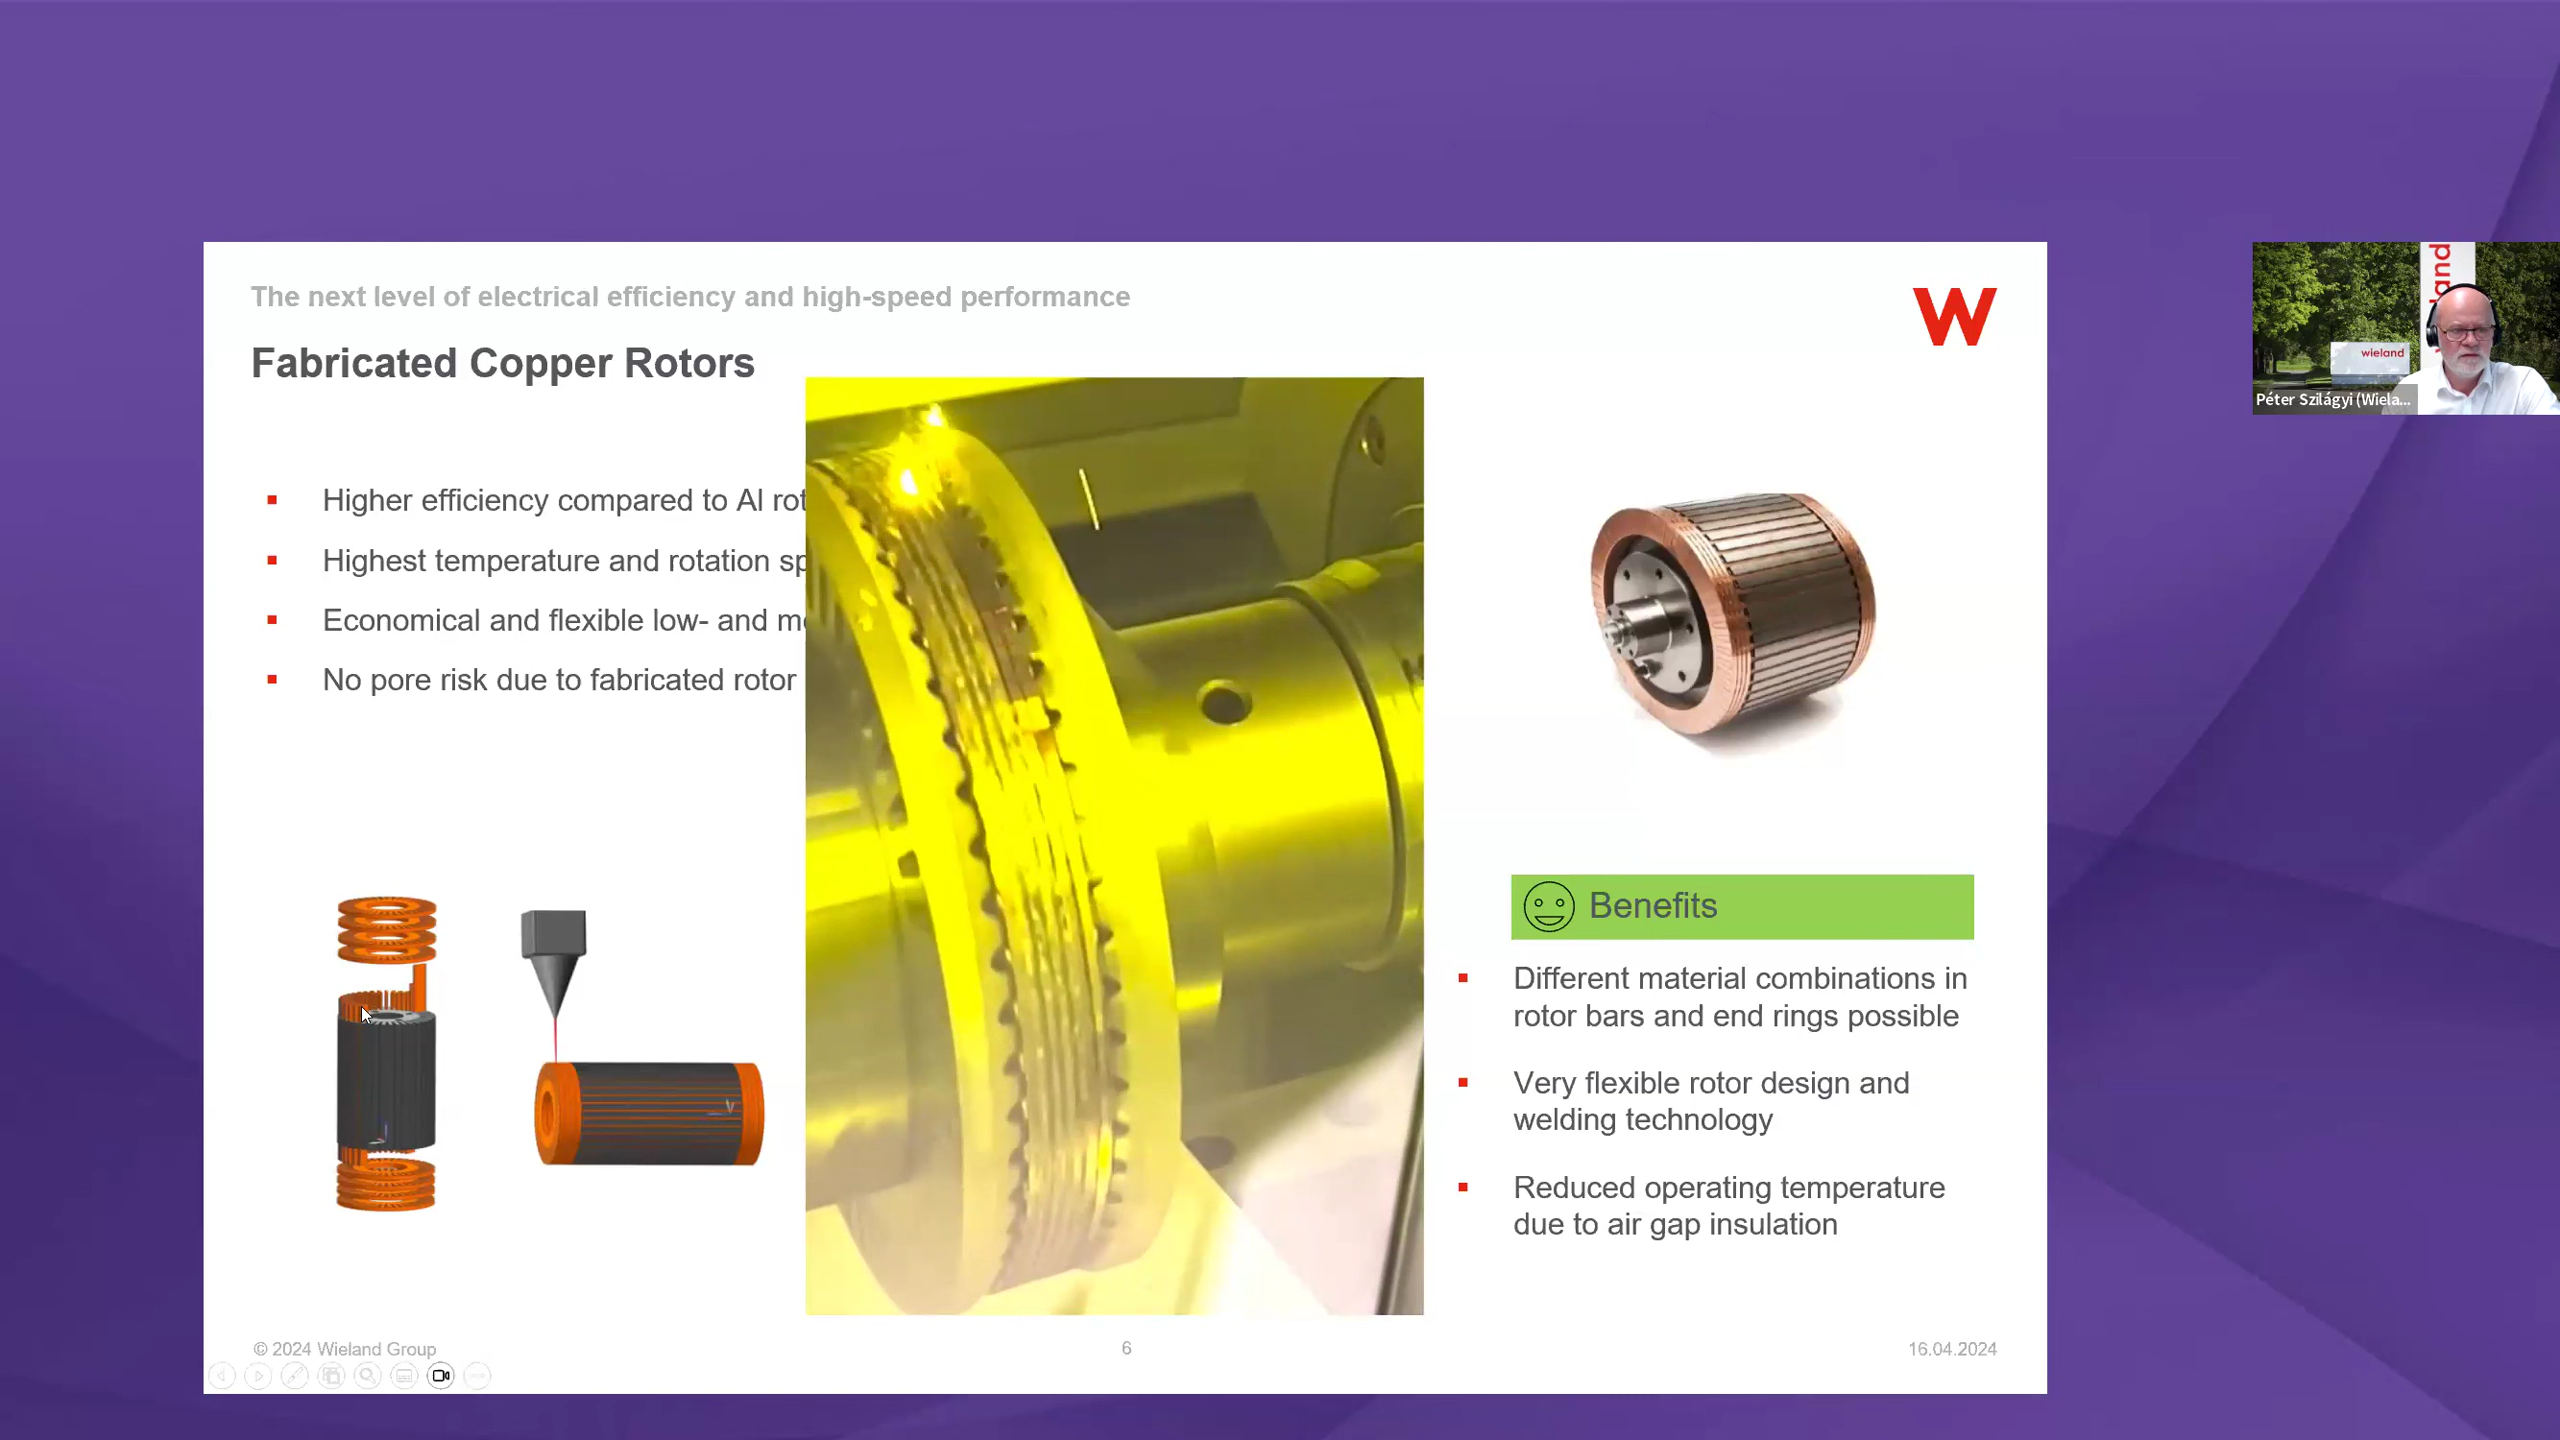 The next level of electrical efficiency and high-speed performance
W
Fabricated Copper Rotors
▪ Higher efficiency compared to Al
▪ Highest temperature and rotation
▪ Economical and flexible low- and
▪ No pore risk due to fabricated rotor
Benefits
▪ Different material combinations in
rotor bars and end rings possible
▪ Very flexible rotor design and
welding technology
▪ Reduced operating temperature
due to air gap insulation
© 2024 Wieland Group
6
16.04.2024
wieland
Péter Szilágyi (Wiela...